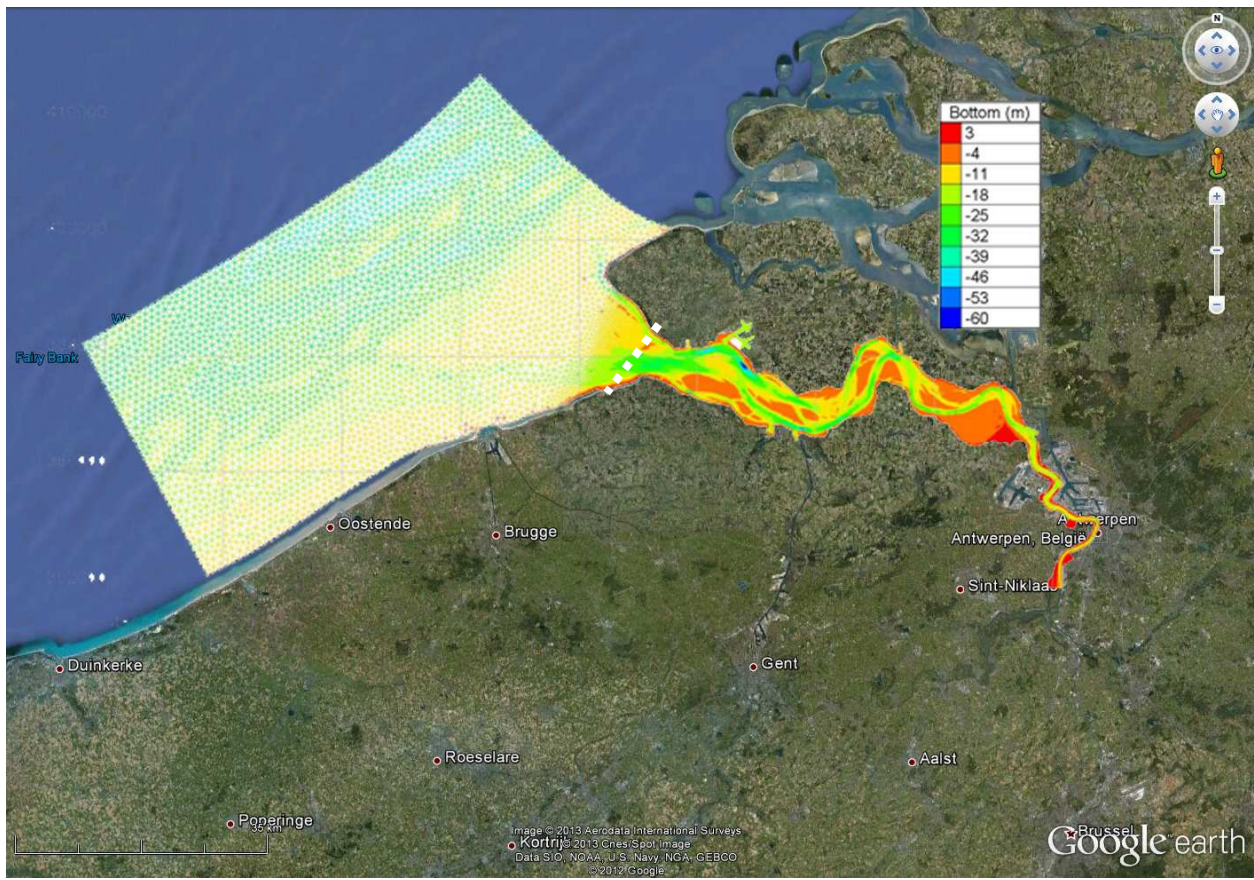 N
Bottom (m)
3
-4
-11
-18
-25
-32
-39
-46
-53
-60
Fairy Bank
Oostende
Brugge
Antwerpen
Antwerpen, België
Sint-Niklaas
Duinkerke
Gent
Roeselare
Aalst
Poperinge
35 km
Kortrijk
Brussel
Image © 2013 Aerodata International Surveys
© 2013 Cnes/Spot Image
Data SIO, NOAA, U.S. Navy, NGA, GEBCO
© 2012 Google
Google earth